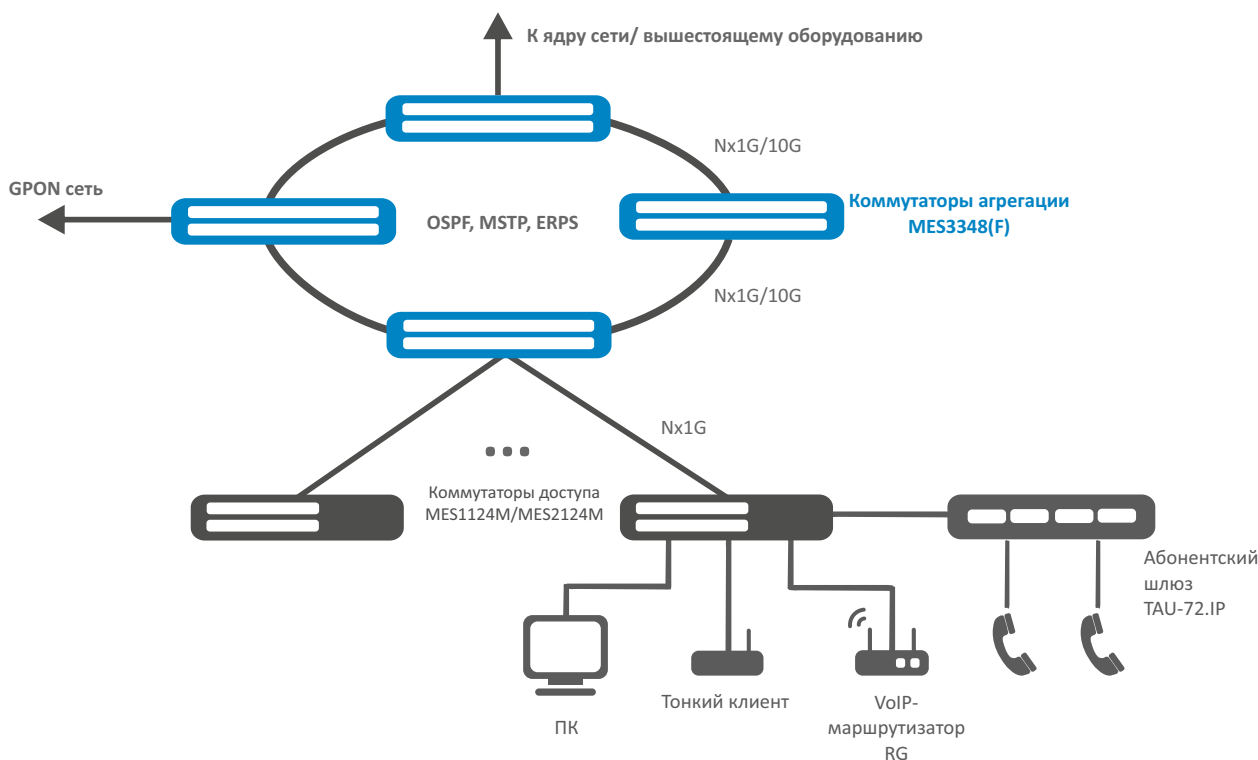 К ядру сети/ вышестоящему оборудованию
Nx1G/10G
GPON сеть
OSPF, MSTP, ERPS
Коммутаторы агрегации
MES3348(F)
Nx1G/10G
Nx1G
Коммутаторы доступа
MES1124M/MES2124M
Абонентский
шлюз
TAU-72.IP
ПК
Тонкий клиент
VoIP-
маршрутизатор
RG